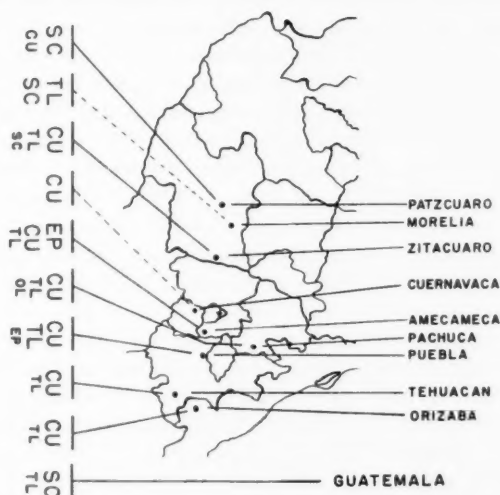 SC
CU
TL
SC
CU
TL
SC
CU
EP
CU
TL
CU
TL
OL
CU
TL
EP
CU
TL
CU
TL
SC
TL
PATZCUARO
MORELIA
ZITACUARO
CUERNAVACA
AMECAMECA
PACHUCA
PUEBLA
TEHUACAN
ORIZABA
GUATEMALA